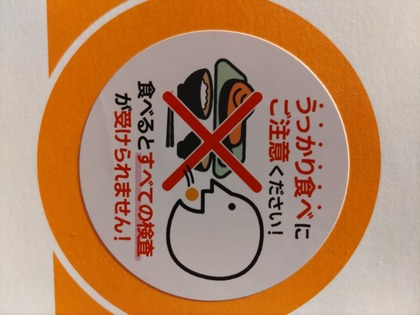 うっかり食べに
ご注意ください!
食べるとすべての検査
が受けられません!